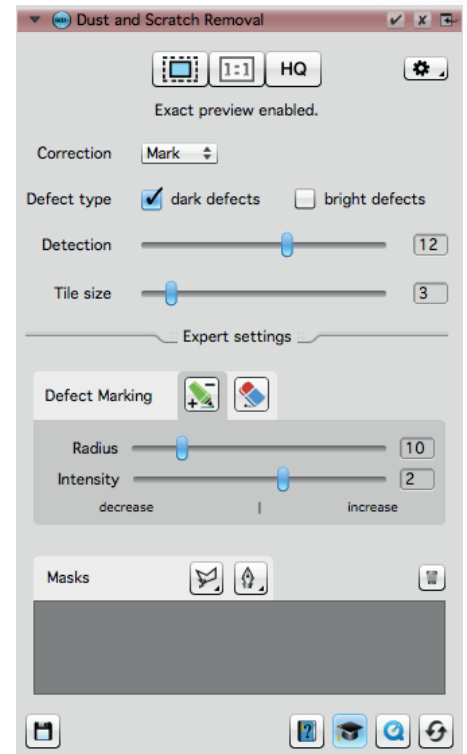 Dust and Scratch Removal
1:1 HQ
Exact preview enabled.
Correction Mark
Defect type dark defects bright defects
Detection 12
Tile size 3
Expert settings
Defect Marking
Radius 10
Intensity 2
decrease | increase
Masks